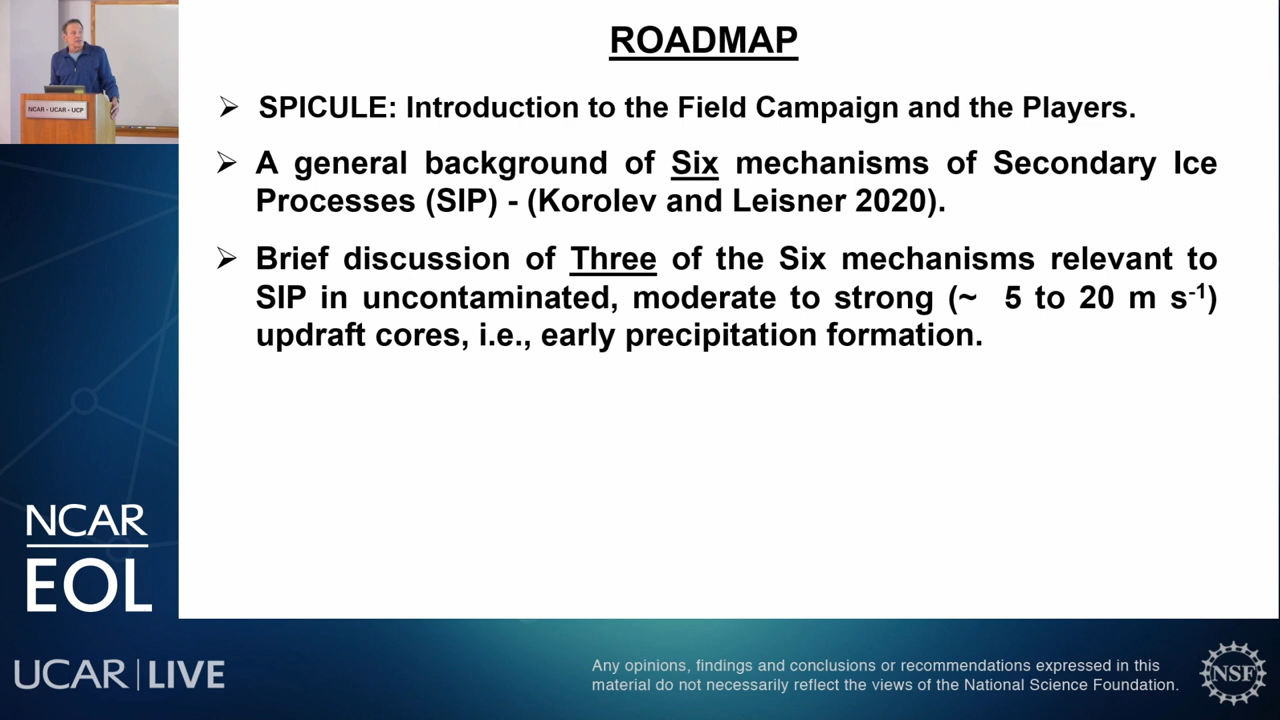 ROADMAP
NCAR - UCAR - UCP
➢ SPICULE: Introduction to the Field Campaign and the Players.
➢ A general background of Six mechanisms of Secondary Ice
Processes (SIP) - (Korolev and Leisner 2020).
➢ Brief discussion of Three of the Six mechanisms relevant to
SIP in uncontaminated, moderate to strong (~ 5 to 20 m s-1)
updraft cores, i.e., early precipitation formation.
NCAR
EOL
UCAR | LIVE
Any opinions, findings and conclusions or recommendations expressed in this
material do not necessarily reflect the views of the National Science Foundation.
NSF